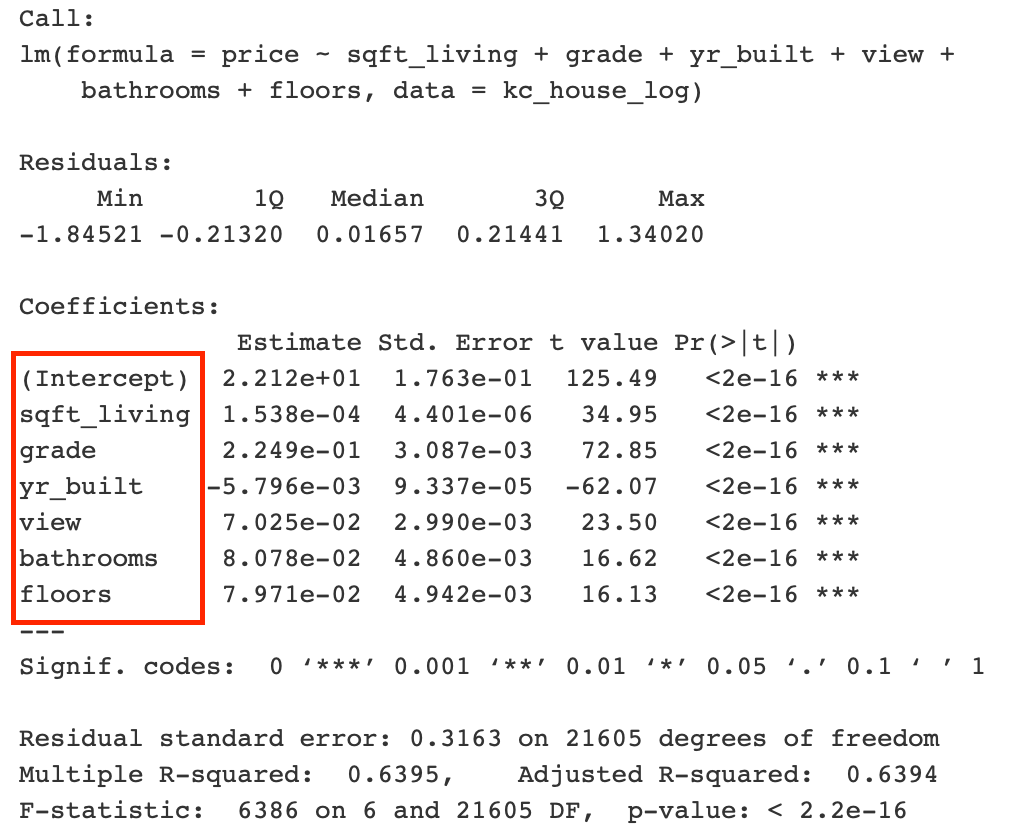 Call:
lm(formula = price ~ sqft_living + grade + yr_built + view +
    bathrooms + floors, data = kc_house_log)

Residuals:
     Min       1Q   Median       3Q      Max
-1.84521 -0.21320  0.01657  0.21441  1.34020

Coefficients:
              Estimate Std. Error t value Pr(>|t|)
(Intercept)  2.212e+01  1.763e-01  125.49   <2e-16 ***
sqft_living  1.538e-04  4.401e-06   34.95   <2e-16 ***
grade        2.249e-01  3.087e-03   72.85   <2e-16 ***
yr_built    -5.796e-03  9.337e-05  -62.07   <2e-16 ***
view         7.025e-02  2.990e-03   23.50   <2e-16 ***
bathrooms    8.078e-02  4.860e-03   16.62   <2e-16 ***
floors       7.971e-02  4.942e-03   16.13   <2e-16 ***
---
Signif. codes:  0 ‘***’ 0.001 ‘**’ 0.01 ‘*’ 0.05 ‘.’ 0.1 ‘ ’ 1

Residual standard error: 0.3163 on 21605 degrees of freedom
Multiple R-squared:  0.6395,    Adjusted R-squared:  0.6394
F-statistic:  6386 on 6 and 21605 DF,  p-value: < 2.2e-16